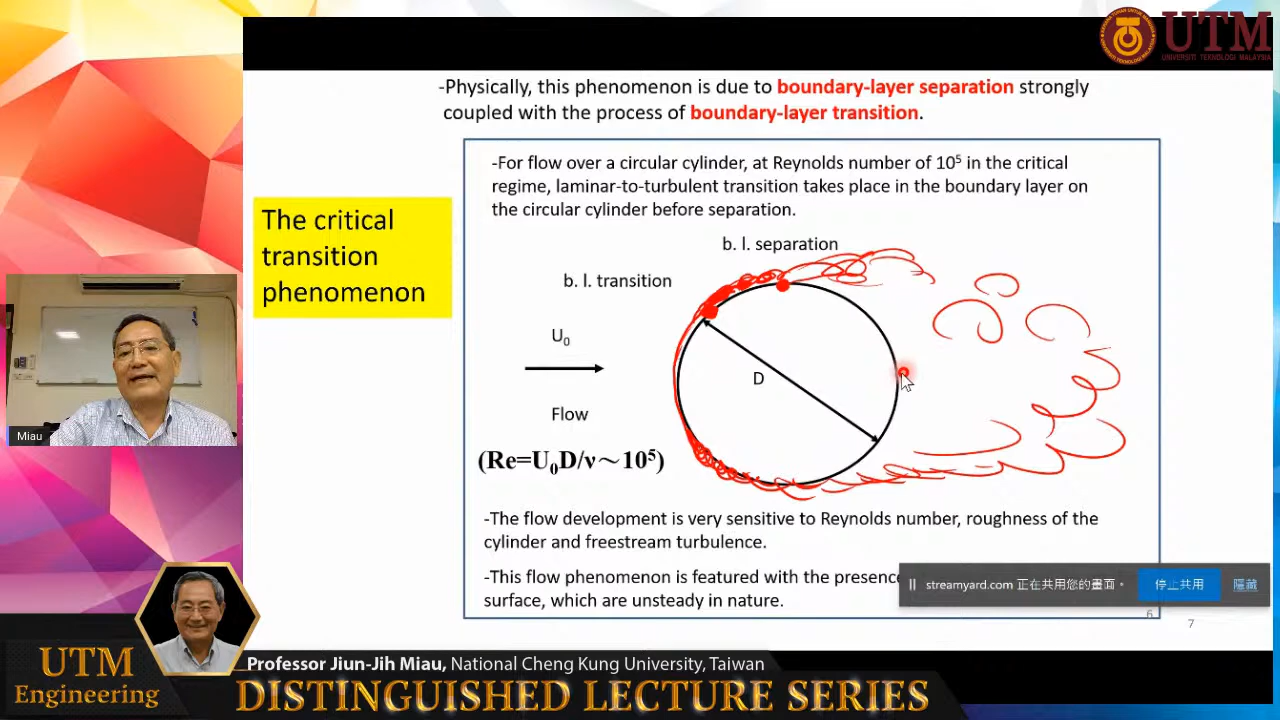 UTM
UNIVERSITI TEKNOLOGI MALAYSIA
-Physically, this phenomenon is due to boundary-layer separation strongly
coupled with the process of boundary-layer transition.
-For flow over a circular cylinder, at Reynolds number of 10⁵ in the critical
regime, laminar-to-turbulent transition takes place in the boundary layer on
the circular cylinder before separation.
The critical
transition
phenomenon
b. l. separation
b. l. transition
U₀
D
Flow
(Re=U₀D/ν～10⁵)
Miau
-The flow development is very sensitive to Reynolds number, roughness of the
cylinder and freestream turbulence.
-This flow phenomenon is featured with the presence
surface, which are unsteady in nature.
streamyard.com 正在共用您的畫面。
停止共用
隱藏
6
7
UTM
Engineering
Professor Jiun-Jih Miau, National Cheng Kung University, Taiwan
DISTINGUISHED LECTURE SERIES